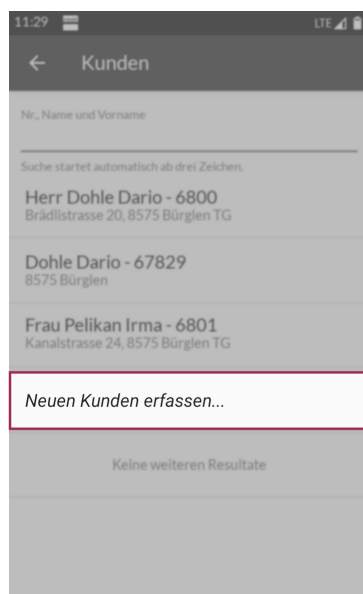 11:29
LTE
Kunden
Nr., Name und Vorname
Suche startet automatisch ab drei Zeichen.
Herr Dohle Dario - 6800
Brädlistrasse 20, 8575 Bürglen TG
Dohle Dario - 67829
8575 Bürglen
Frau Pelikan Irma - 6801
Kanalstrasse 24, 8575 Bürglen TG
Neuen Kunden erfassen...
Keine weiteren Resultate